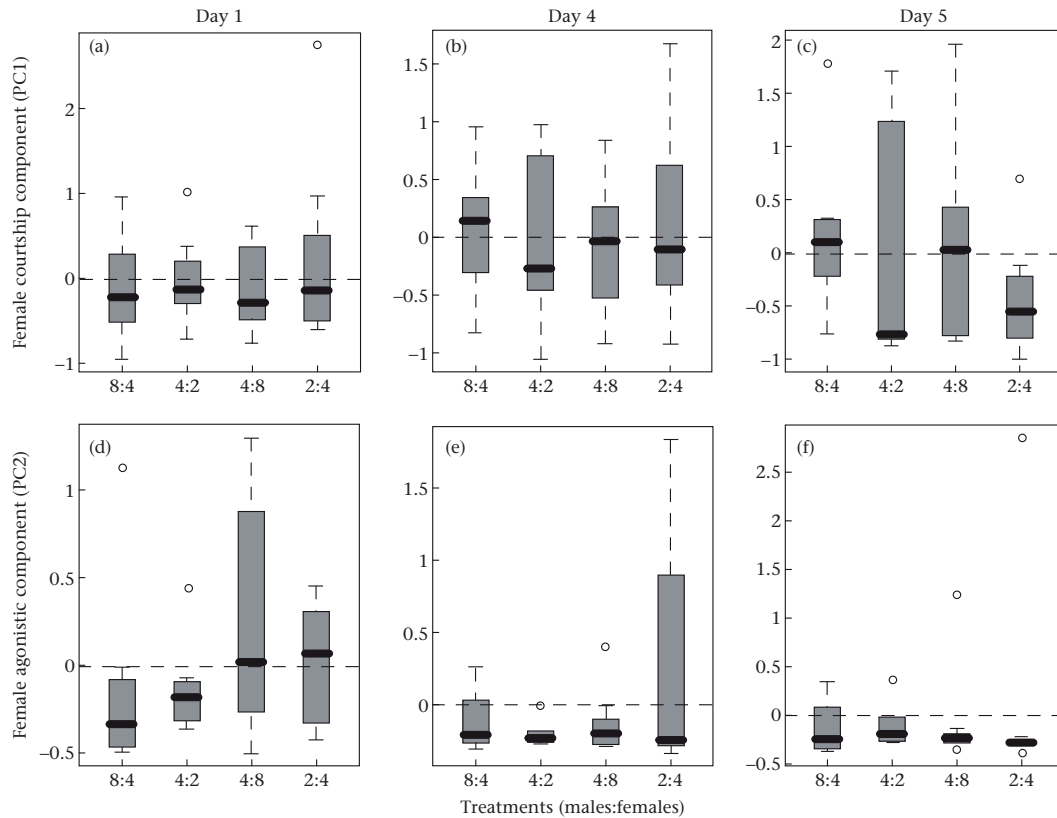 Day 1
Day 4
Day 5
Female courtship component (PC1)
(a)
2
1
0
−1
8:4 4:2 4:8 2:4
(b)
1.5
1
0.5
0
−0.5
−1
8:4 4:2 4:8 2:4
(c)
2
1.5
1
0.5
0
−0.5
−1
8:4 4:2 4:8 2:4
Female agonistic component (PC2)
(d)
1
0.5
0
−0.5
8:4 4:2 4:8 2:4
(e)
1.5
1
0.5
0
8:4 4:2 4:8 2:4
(f)
2.5
2
1.5
1
0.5
0
−0.5
8:4 4:2 4:8 2:4
Treatments (males:females)